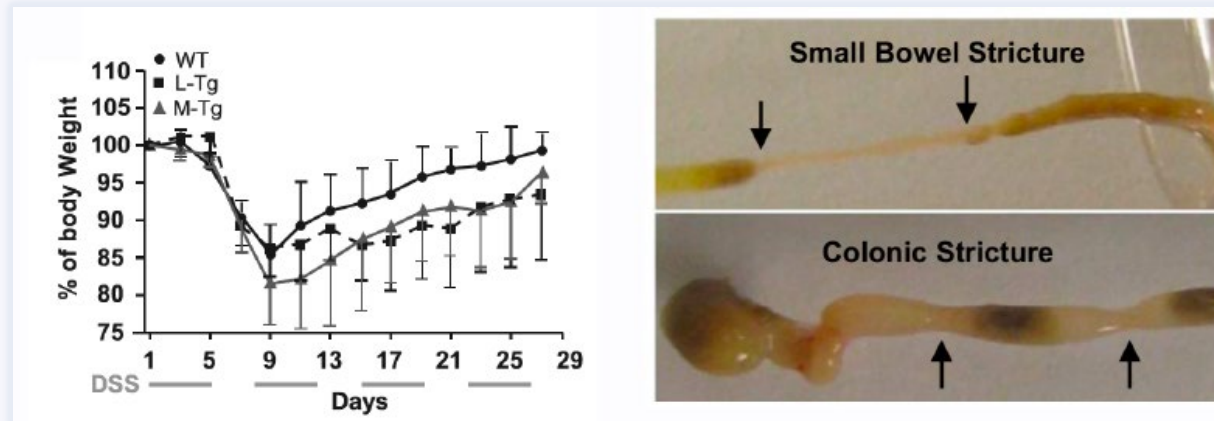 WT
L-Tg
M-Tg
% of body Weight
110
105
100
95
90
85
80
75
1 5 9 13 17 21 25 29
DSS
Days
Small Bowel Stricture
Colonic Stricture